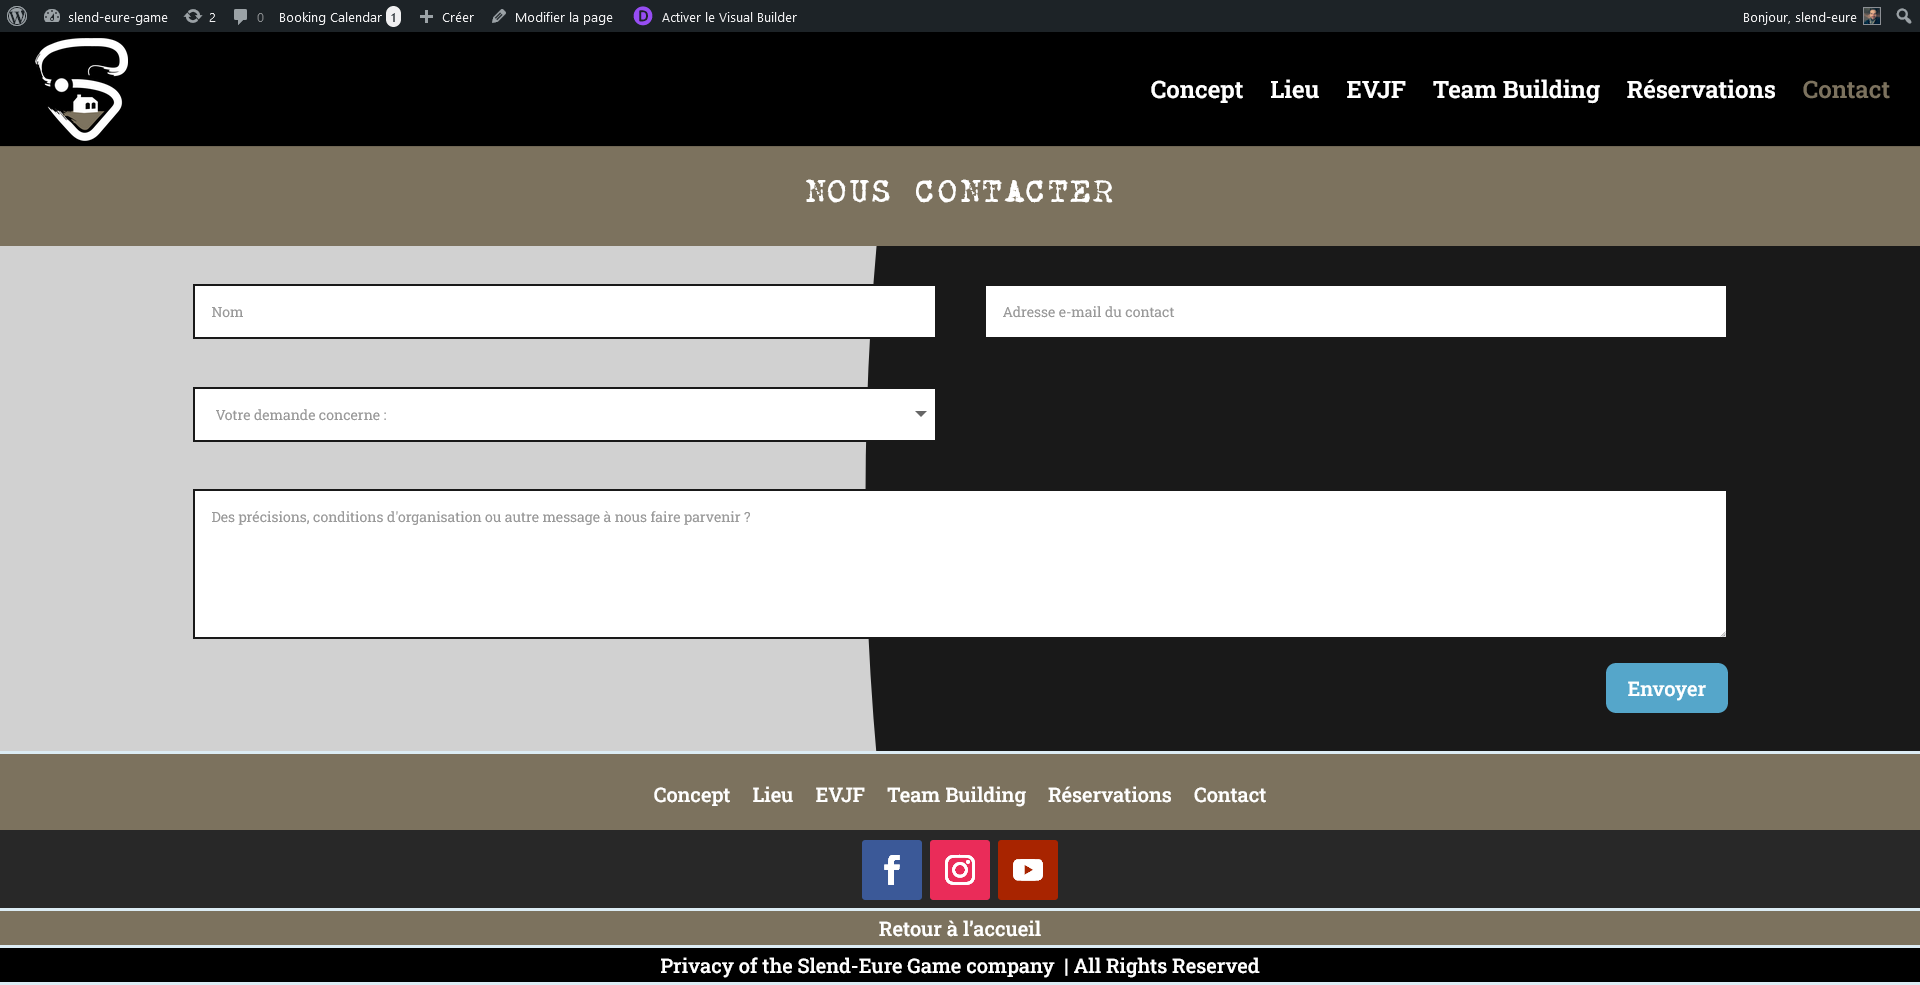 slend-eure-game 2 0 Booking Calendar 1 Créer Modifier la page D Activer le Visual Builder Bonjour, slend-eure
Concept Lieu EVJF Team Building Réservations Contact
NOUS CONTACTER
Nom Adresse e-mail du contact
Votre demande concerne :
Des précisions, conditions d'organisation ou autre message à nous faire parvenir ?
Envoyer
Concept Lieu EVJF Team Building Réservations Contact
Retour à l'accueil
Privacy of the Slend-Eure Game company | All Rights Reserved